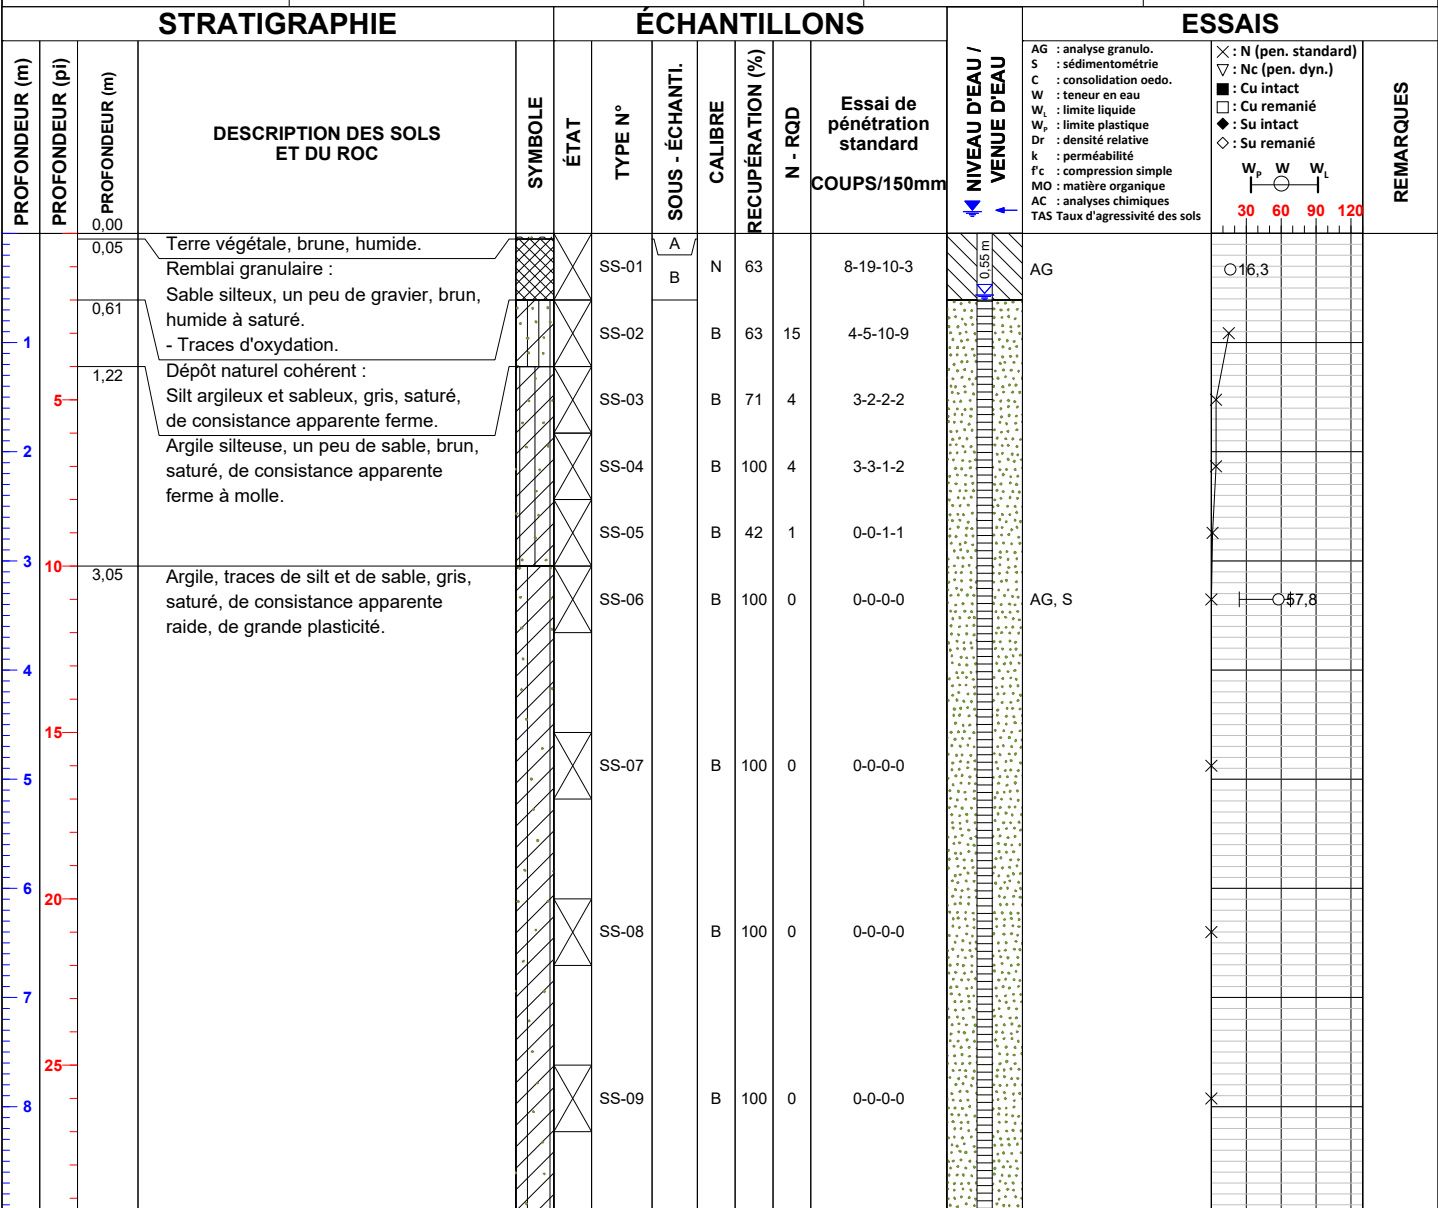 STRATIGRAPHIE
ÉCHANTILLONS
ESSAIS
PROFONDEUR (m)
PROFONDEUR (pi)
PROFONDEUR (m)
0,00
DESCRIPTION DES SOLS
ET DU ROC
SYMBOLE
ÉTAT
TYPE N°
SOUS - ÉCHANTI.
CALIBRE
RECUPÉRATION (%)
N - RQD
Essai de
pénétration
standard
COUPS/150mm
NIVEAU D'EAU /
VENUE D'EAU
AG : analyse granulo.
S : sédimentométrie
C : consolidation oedo.
W : teneur en eau
WL : limite liquide
WP : limite plastique
Dr : densité relative
k : perméabilité
f'c : compression simple
MO : matière organique
AC : analyses chimiques
TAS Taux d'agressivité des sols
: N (pen. standard)
: Nc (pen. dyn.)
: Cu intact
: Cu remanié
: Su intact
: Su remanié
WP W WL
30 60 90 120
REMARQUES
0,05 Terre végétale, brune, humide.
Remblai granulaire :
Sable silteux, un peu de gravier, brun,
humide à saturé.
- Traces d'oxydation.
0,61
Dépôt naturel cohérent :
Silt argileux et sableux, gris, saturé,
de consistance apparente ferme.
1,22
Argile silteuse, un peu de sable, brun,
saturé, de consistance apparente
ferme à molle.
3,05 Argile, traces de silt et de sable, gris,
saturé, de consistance apparente
raide, de grande plasticité.
1
2
3
4
5
6
7
8
5
10
15
20
25
A
B
SS-01 N 63 8-19-10-3 AG 16,3
0,55 m
SS-02 B 63 15 4-5-10-9
SS-03 B 71 4 3-2-2-2
SS-04 B 100 4 3-3-1-2
SS-05 B 42 1 0-0-1-1
SS-06 B 100 0 0-0-0-0 AG, S 57,8
SS-07 B 100 0 0-0-0-0
SS-08 B 100 0 0-0-0-0
SS-09 B 100 0 0-0-0-0